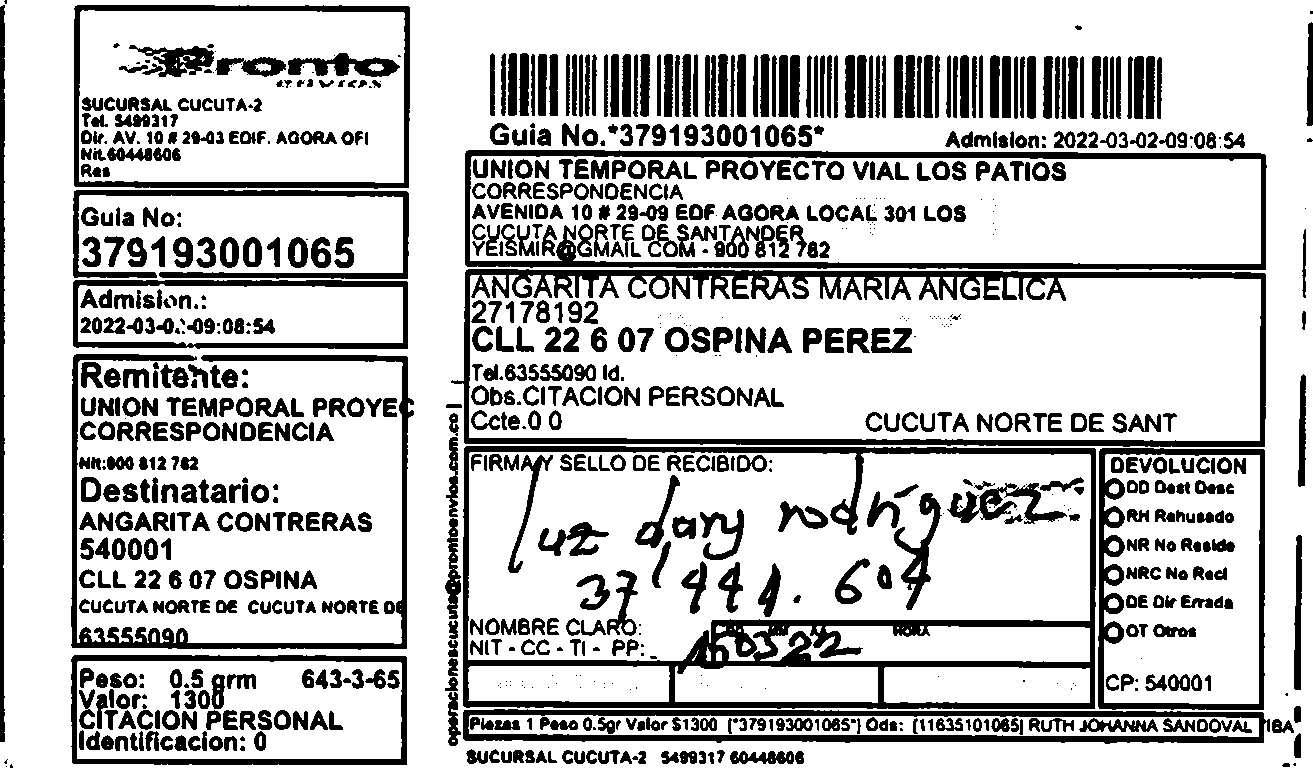 Pronto
envios
SUCURSAL CUCUTA-2
Tel. 5499317
Dir. AV. 10 # 29-03 EDIF. AGORA OFI
Nit.60448606
Res
Guia No:
379193001065
Admision.:
2022-03-02-09:08:54
Remitente:
UNION TEMPORAL PROYEC
CORRESPONDENCIA
Nit:900 812 782
Destinatario:
ANGARITA CONTRERAS
540001
CLL 22 6 07 OSPINA
CUCUTA NORTE DE CUCUTA NORTE DE
63555090
Peso: 0.5 grm 643-3-65
Valor: 1300
CITACION PERSONAL
Identificacion: 0
Guia No.*379193001065* Admision: 2022-03-02-09:08:54
UNION TEMPORAL PROYECTO VIAL LOS PATIOS
CORRESPONDENCIA
AVENIDA 10 # 29-09 EDF AGORA LOCAL 301 LOS
CUCUTA NORTE DE SANTANDER
YEISMIR@GMAIL COM - 900 812 782
ANGARITA CONTRERAS MARIA ANGELICA
27178192
CLL 22 6 07 OSPINA PEREZ
Tel.63555090 Id.
Obs.CITACION PERSONAL
Ccte.0 0 CUCUTA NORTE DE SANT
operacionescucuta@prontoenvios.com.co |
FIRMA Y SELLO DE RECIBIDO:
Luz dary rodriguez
37 441. 604
NOMBRE CLARO:
NIT - CC - TI - PP:
HORA
160322
DEVOLUCION
DD Dest Desc
RH Rehusado
NR No Reside
NRC No Recl
DE Dir Errada
OT Otros
CP: 540001
Piezas 1 Peso 0.5gr Valor $1300 [*379193001065*] Ods: [11635101065] RUTH JOHANNA SANDOVAL TIBA
SUCURSAL CUCUTA-2 5499317 60448606